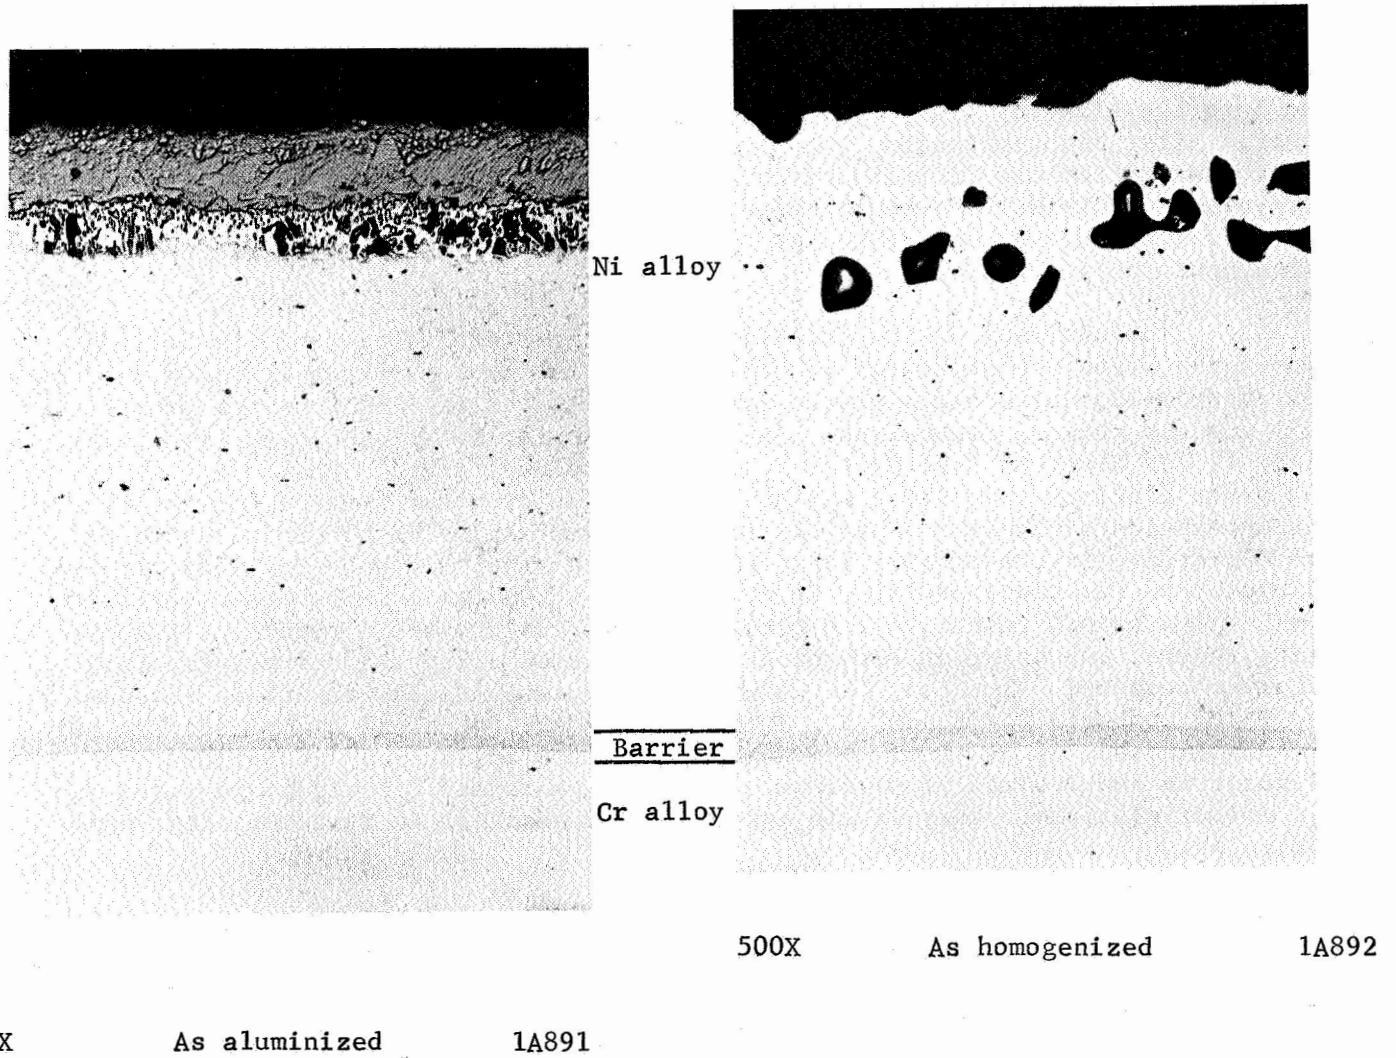 Ni alloy
Barrier
Cr alloy
500X As homogenized 1A892
X As aluminized 1A891